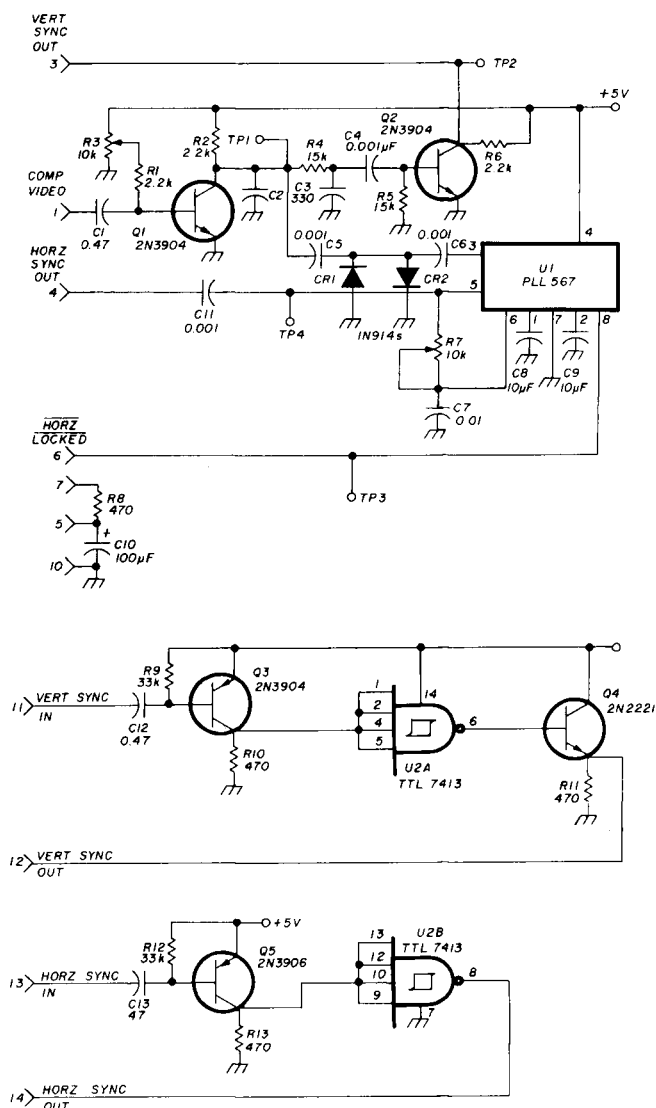 VERT
SYNC
OUT
3
TP2
+5V
Q2
2N3904
R3
10k
R2
2.2k
TP1
R4
15k
C4
0.001µF
R6
2.2k
R1
2.2k
COMP
VIDEO
1
C1
0.47
Q1
2N3904
C2
C3
330
R5
15k
4
HORZ
SYNC
OUT
4
0.001
C5
0.001
C6
3
U1
PLL 567
CR1
CR2
5
C11
0.001
TP4
1N914s
6
1
7
2
8
R7
10k
C8
10µF
C9
10µF
C7
0.01
HORZ
LOCKED
6
7
R8
470
TP3
5
+
C10
100µF
10
R9
33k
Q3
2N3904
1
14
Q4
2N2221
11
VERT SYNC
IN
2
4
6
5
C12
0.47
R10
470
U2A
TTL 7413
R11
470
12
VERT SYNC
OUT
+5V
R12
33k
Q5
2N3906
13
U2B
TTL 7413
12
13
HORZ SYNC
IN
10
8
9
C13
47
7
R13
470
14
HORZ SYNC
OUT